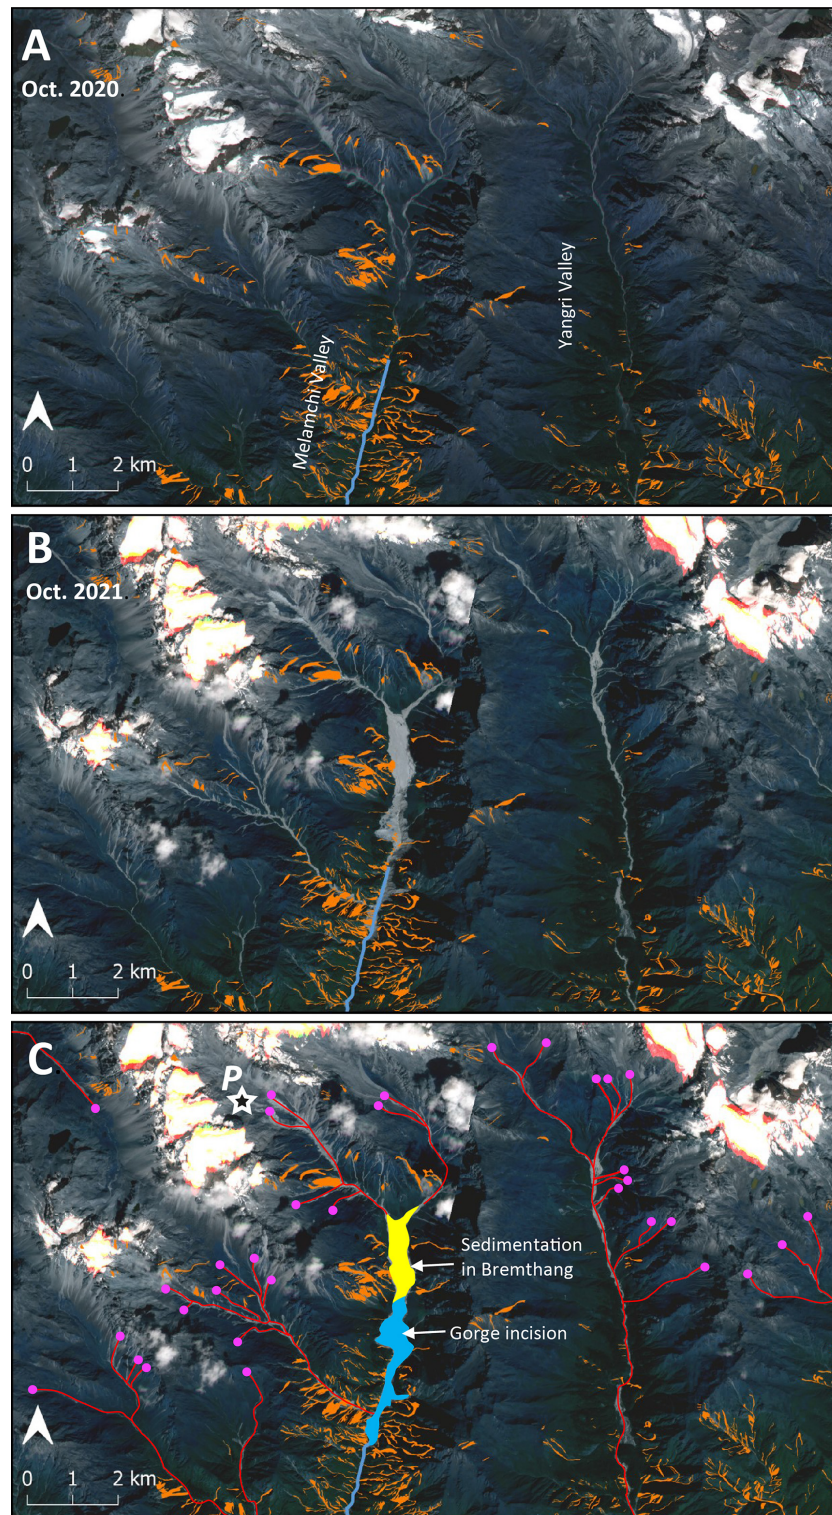 A
Oct. 2020
Yangri Valley
Melamchi Valley
0 1 2 km
B
Oct. 2021
0 1 2 km
C
P
Sedimentation
in Bremthang
Gorge incision
0 1 2 km